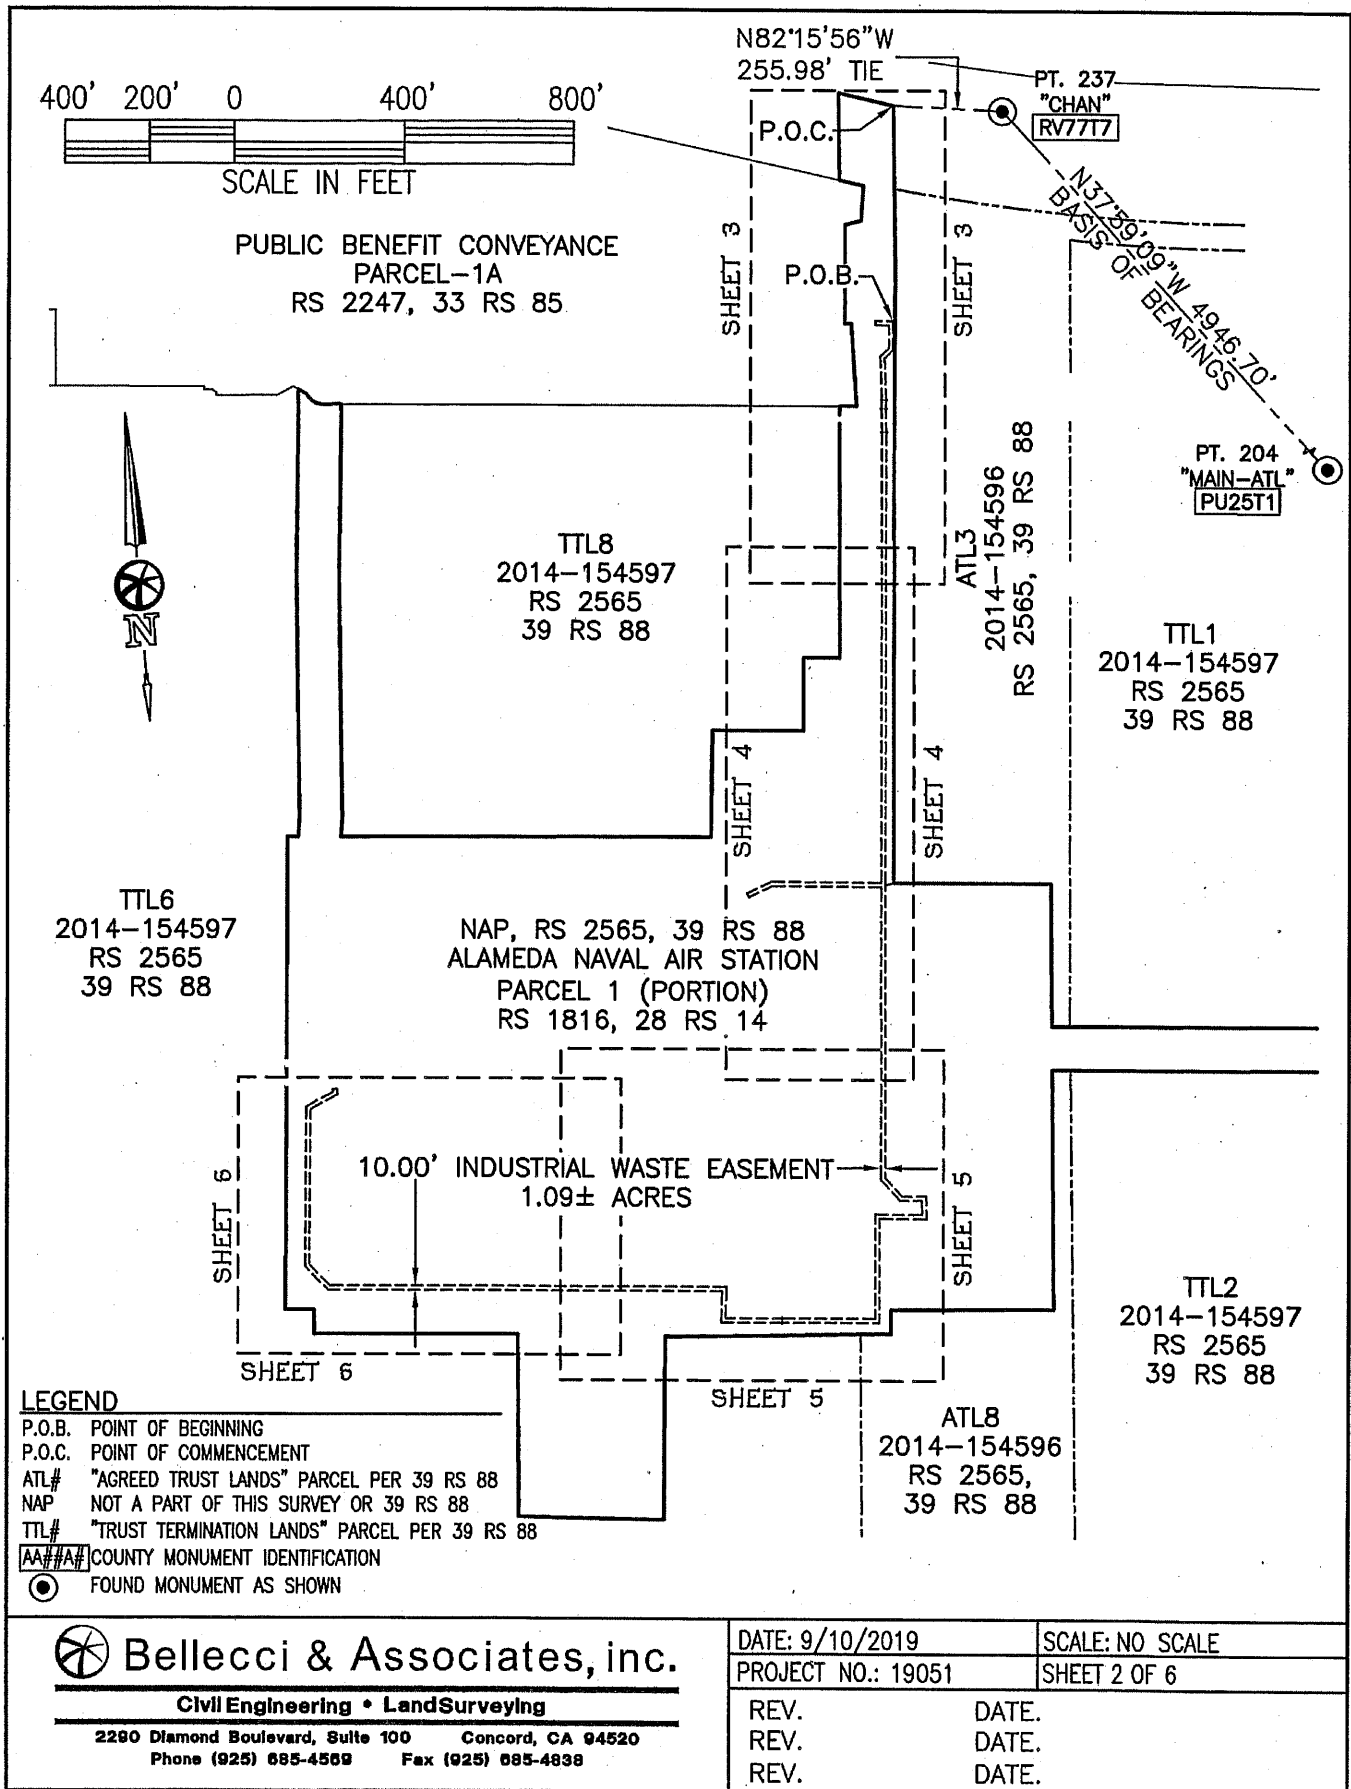 N82°15'56"W
255.98' TIE
PT. 237
"CHAN"
RV77T7
400' 200' 0 400' 800'
SCALE IN FEET
P.O.C.
N37°59'09"W 4946.70'
BASIS OF BEARINGS
PUBLIC BENEFIT CONVEYANCE
PARCEL-1A
RS 2247, 33 RS 85
SHEET 3
SHEET 3
P.O.B.
PT. 204
"MAIN-ATL"
PU25T1
ATL3
2014-154596
RS 2565, 39 RS 88
TTL8
2014-154597
RS 2565
39 RS 88
N
TTL1
2014-154597
RS 2565
39 RS 88
SHEET 4
SHEET 4
TTL6
2014-154597
RS 2565
39 RS 88
NAP, RS 2565, 39 RS 88
ALAMEDA NAVAL AIR STATION
PARCEL 1 (PORTION)
RS 1816, 28 RS 14
10.00' INDUSTRIAL WASTE EASEMENT
1.09± ACRES
SHEET 6
SHEET 5
TTL2
2014-154597
RS 2565
39 RS 88
SHEET 6
SHEET 5
ATL8
2014-154596
RS 2565,
39 RS 88
LEGEND
P.O.B. POINT OF BEGINNING
P.O.C. POINT OF COMMENCEMENT
ATL# "AGREED TRUST LANDS" PARCEL PER 39 RS 88
NAP NOT A PART OF THIS SURVEY OR 39 RS 88
TTL# "TRUST TERMINATION LANDS" PARCEL PER 39 RS 88
AA##A# COUNTY MONUMENT IDENTIFICATION
FOUND MONUMENT AS SHOWN
Bellecci & Associates, inc.
Civil Engineering • Land Surveying
2290 Diamond Boulevard, Suite 100 Concord, CA 94520
Phone (925) 685-4569 Fax (925) 685-4838
DATE: 9/10/2019 SCALE: NO SCALE
PROJECT NO.: 19051 SHEET 2 OF 6
REV. DATE.
REV. DATE.
REV. DATE.